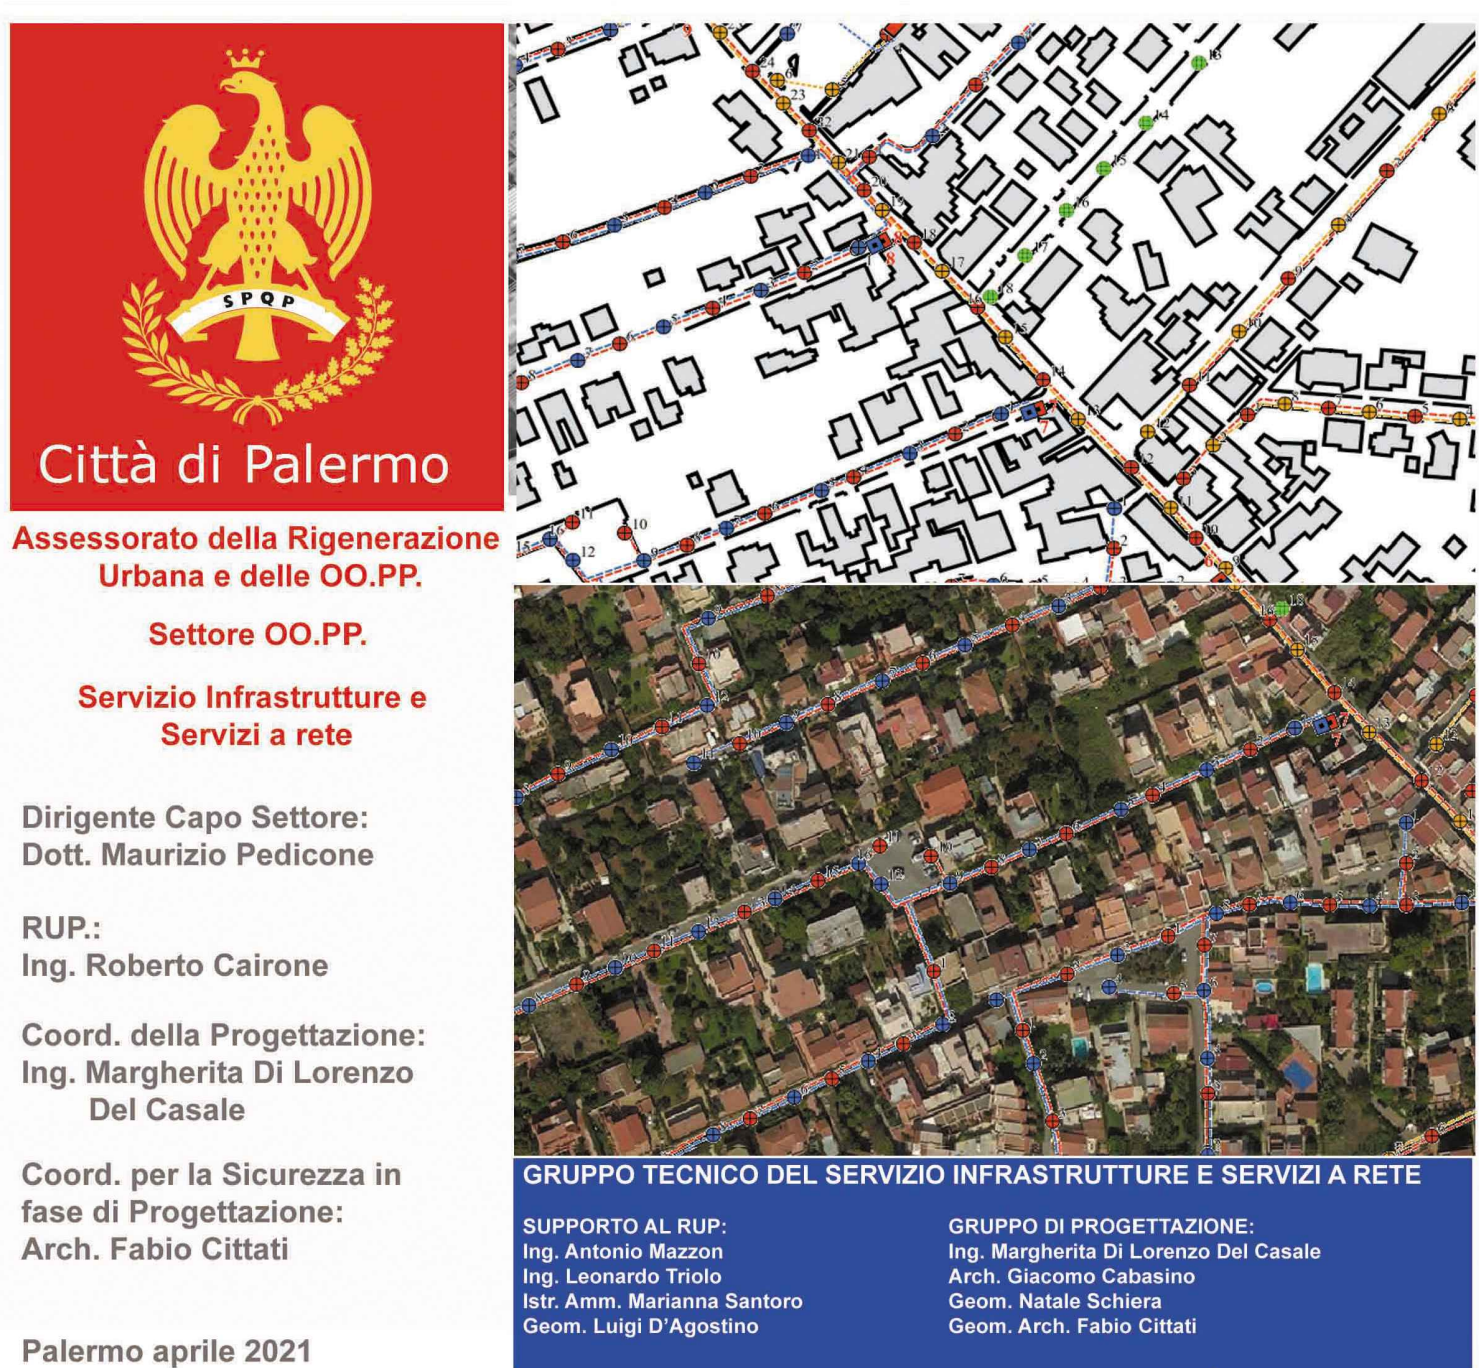 SPQP
Città di Palermo
Assessorato della Rigenerazione
Urbana e delle OO.PP.
Settore OO.PP.
Servizio Infrastrutture e
Servizi a rete
Dirigente Capo Settore:
Dott. Maurizio Pedicone
RUP.:
Ing. Roberto Cairone
Coord. della Progettazione:
Ing. Margherita Di Lorenzo
Del Casale
Coord. per la Sicurezza in
fase di Progettazione:
Arch. Fabio Cittati
Palermo aprile 2021
GRUPPO TECNICO DEL SERVIZIO INFRASTRUTTURE E SERVIZI A RETE
SUPPORTO AL RUP:
Ing. Antonio Mazzon
Ing. Leonardo Triolo
Istr. Amm. Marianna Santoro
Geom. Luigi D'Agostino
GRUPPO DI PROGETTAZIONE:
Ing. Margherita Di Lorenzo Del Casale
Arch. Giacomo Cabasino
Geom. Natale Schiera
Geom. Arch. Fabio Cittati